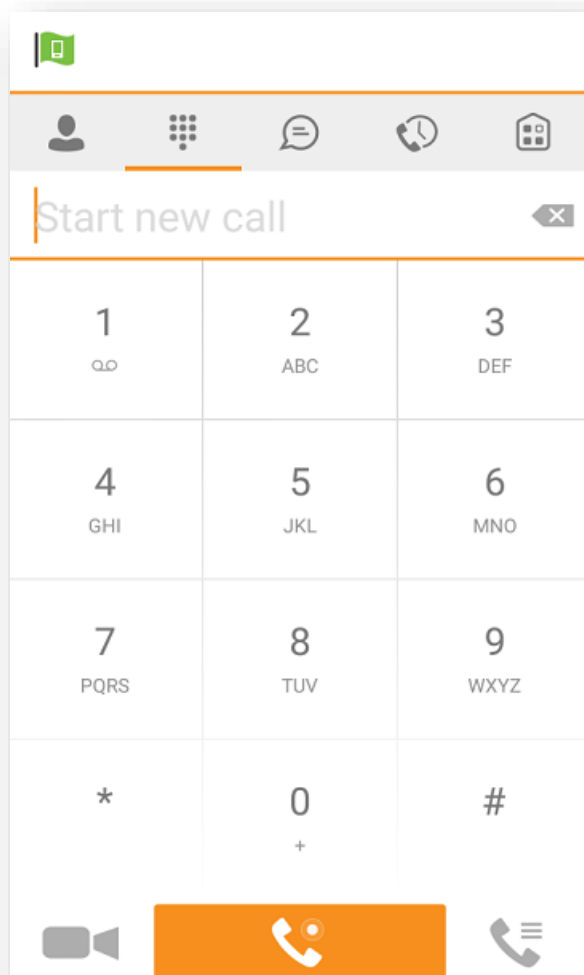 Start new call
1 2 3
ABC DEF
4 5 6
GHI JKL MNO
7 8 9
PQRS TUV WXYZ
* 0 #
+